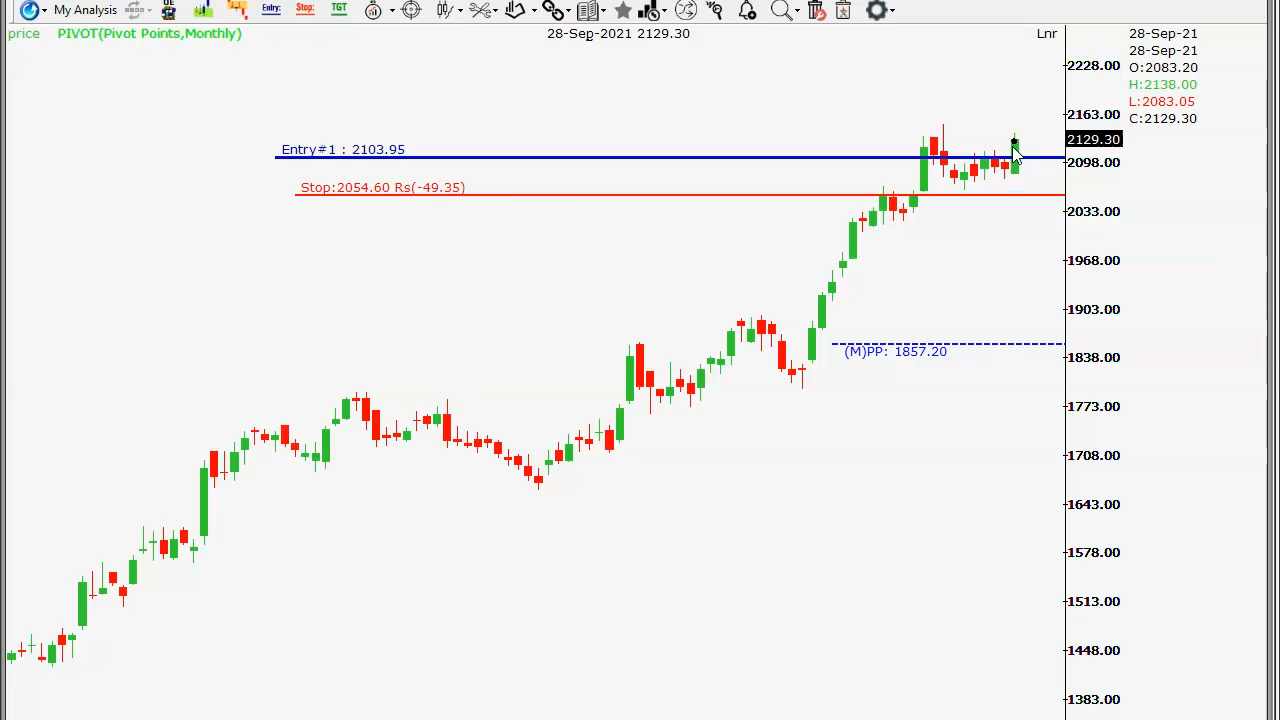 My Analysis
OE
Entry:
Stop:
TGT
price PIVOT(Pivot Points,Monthly) 28-Sep-2021 2129.30 Lnr
28-Sep-21
28-Sep-21
O:2083.20
H:2138.00
L:2083.05
C:2129.30
2228.00
2163.00
2129.30
2098.00
2033.00
1968.00
1903.00
1838.00
1773.00
1708.00
1643.00
1578.00
1513.00
1448.00
1383.00
Entry#1 : 2103.95
Stop:2054.60 Rs(-49.35)
(M)PP: 1857.20